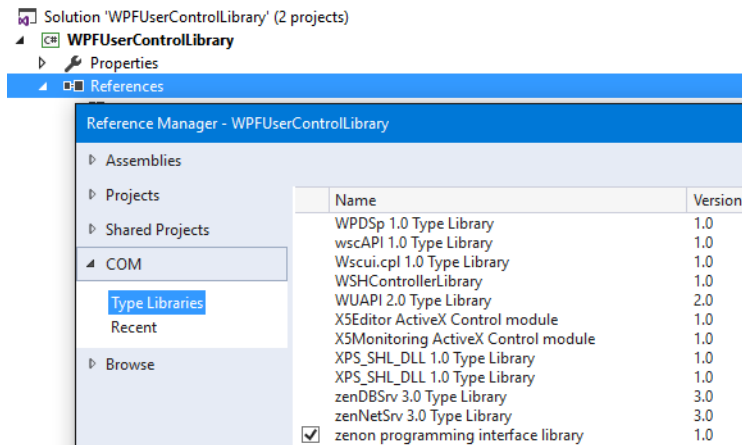 Solution 'WPFUserControlLibrary' (2 projects)
C# WPFUserControlLibrary
Properties
References
Reference Manager - WPFUserControlLibrary
Assemblies
Projects
Shared Projects
COM
Type Libraries
Recent
Browse
Name Version
WPDSp 1.0 Type Library 1.0
wscAPI 1.0 Type Library 1.0
Wscui.cpl 1.0 Type Library 1.0
WSHControllerLibrary 1.0
WUAPI 2.0 Type Library 2.0
X5Editor ActiveX Control module 1.0
X5Monitoring ActiveX Control module 1.0
XPS_SHL_DLL 1.0 Type Library 1.0
XPS_SHL_DLL 1.0 Type Library 1.0
zenDBSrv 3.0 Type Library 3.0
zenNetSrv 3.0 Type Library 3.0
zenon programming interface library 1.0